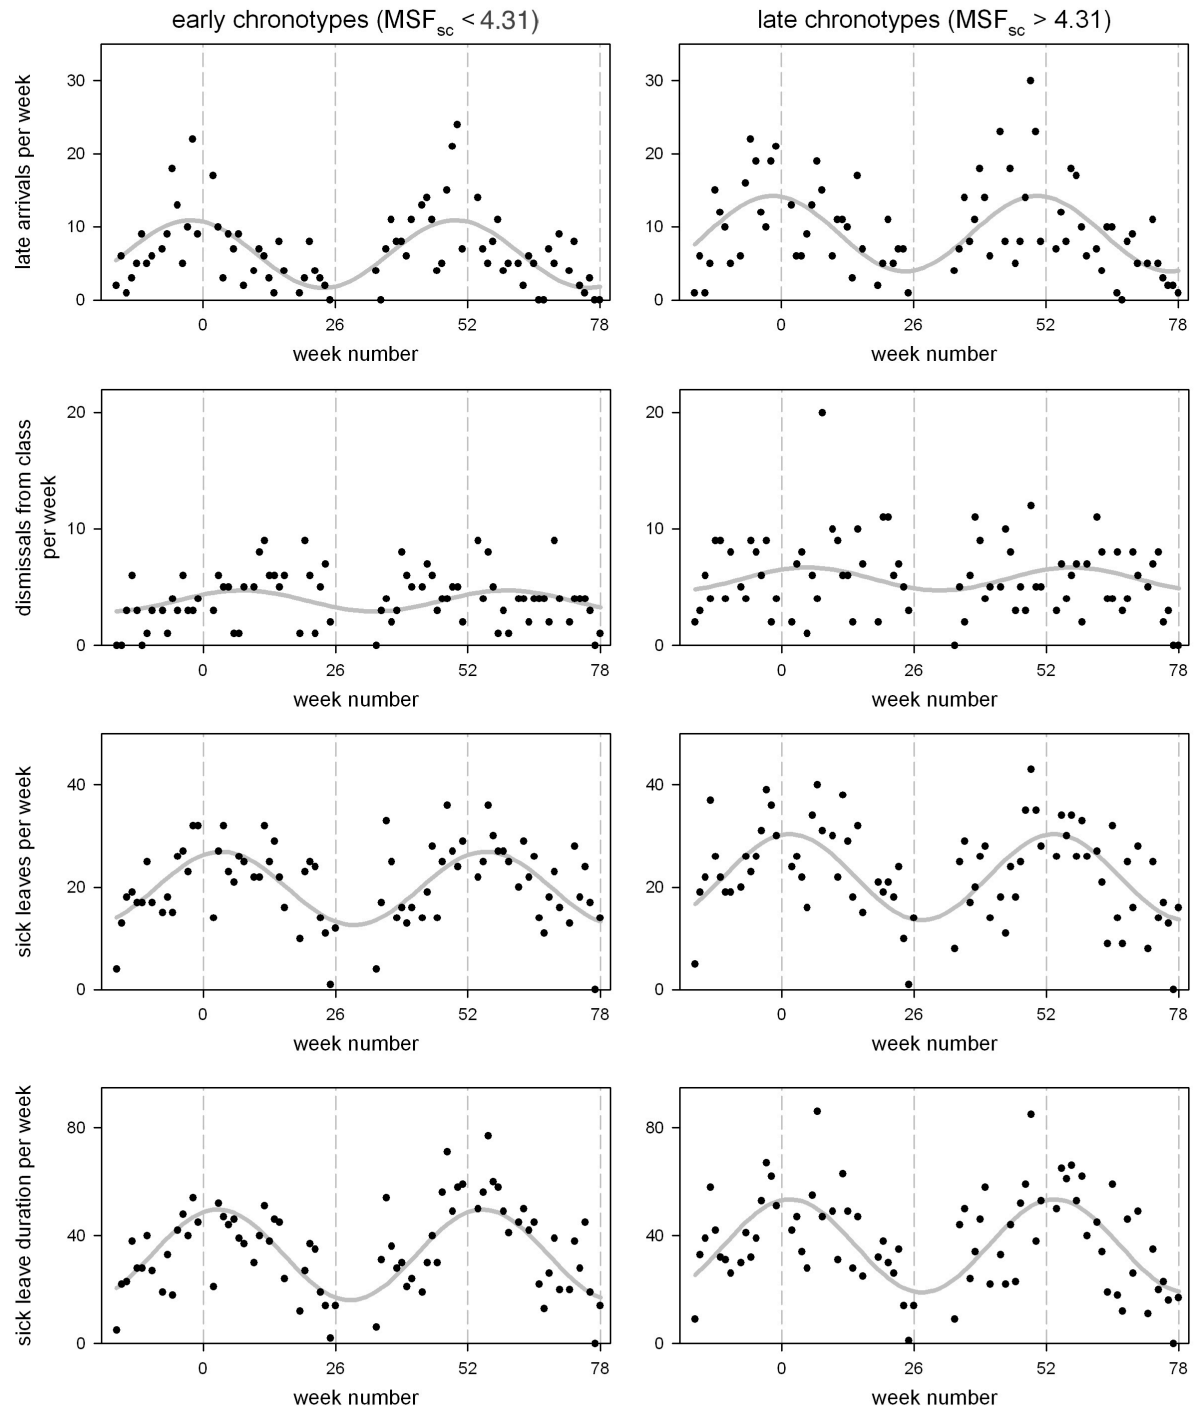 early chronotypes (MSFsc < 4.31)
late chronotypes (MSFsc > 4.31)
late arrivals per week
30
20
10
0
0 26 52 78
week number
30
20
10
0
0 26 52 78
week number
dismissals from class
per week
20
10
0
0 26 52 78
week number
20
10
0
0 26 52 78
week number
sick leaves per week
40
20
0
0 26 52 78
week number
40
20
0
0 26 52 78
week number
sick leave duration per week
80
40
0
0 26 52 78
week number
80
40
0
0 26 52 78
week number